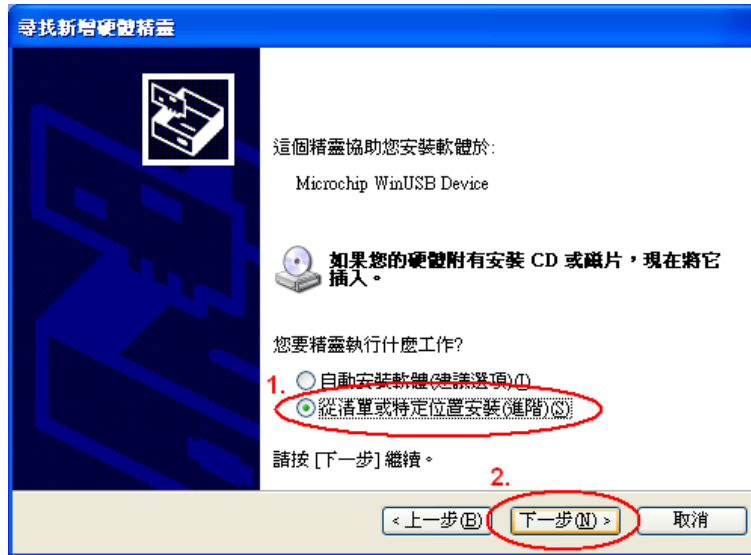 尋找新增硬體精靈
這個精靈協助您安裝軟體於:
Microchip WinUSB Device
如果您的硬體附有安裝 CD 或磁片，現在將它
插入。
您要精靈執行什麼工作?
1.
自動安裝軟體(建議選項)(I)
從清單或特定位置安裝(進階)(S)
請按 [下一步] 繼續。
2.
< 上一步(B)
下一步(N) >
取消